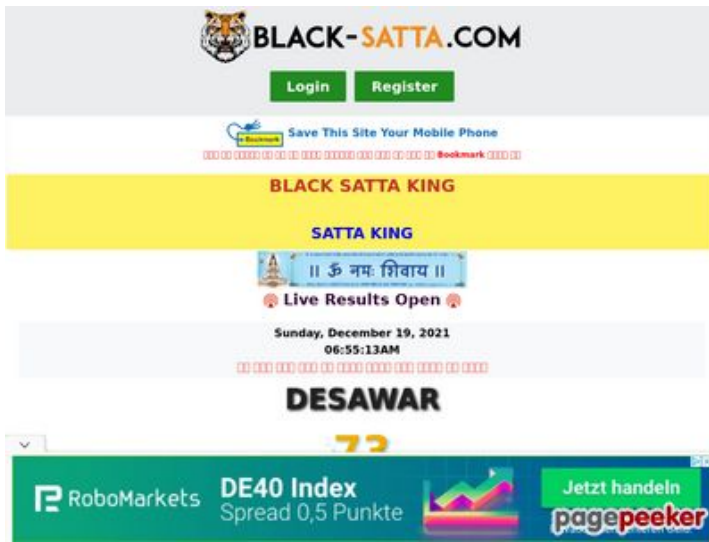 BLACK-SATTA.COM
Login Register
Bookmark Save This Site Your Mobile Phone
Bookmark
BLACK SATTA KING
SATTA KING
॥ ॐ नमः शिवाय ॥
Live Results Open
Sunday, December 19, 2021
06:55:13AM
DESAWAR
73
RoboMarkets
DE40 Index
Spread 0,5 Punkte
Jetzt handeln
pagepeeker